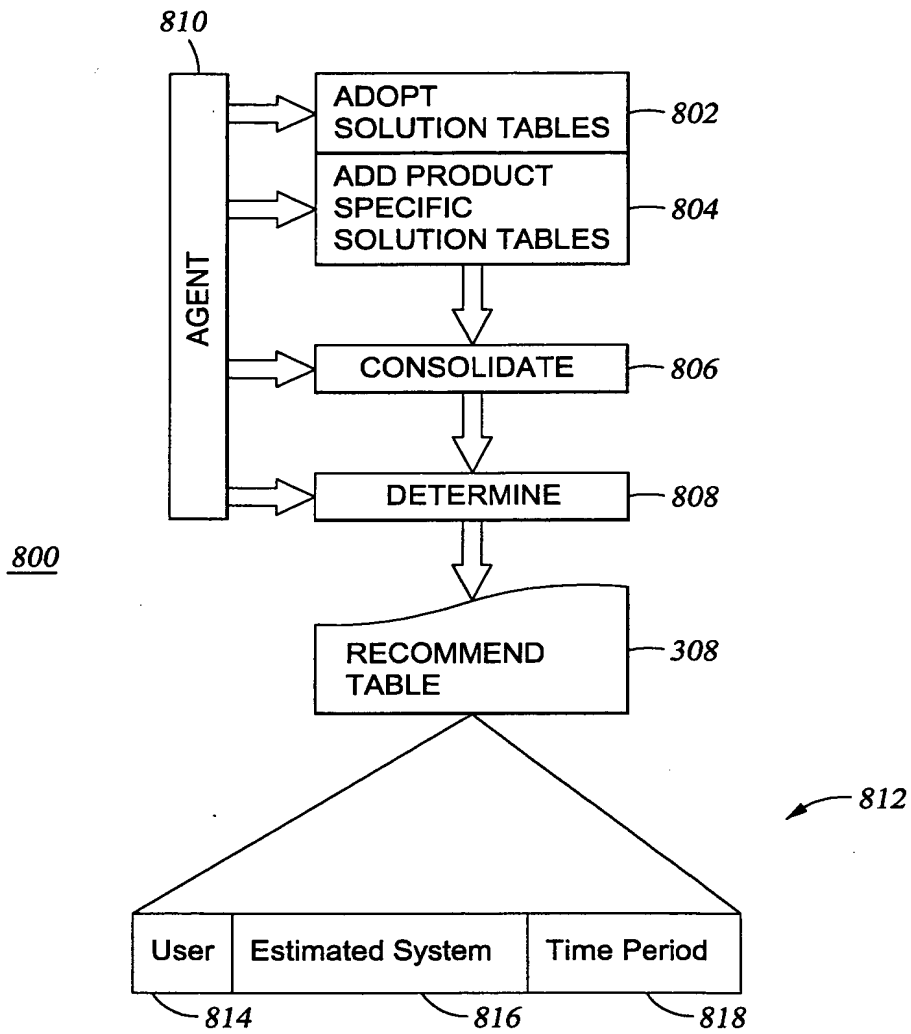 810
ADOPT
SOLUTION TABLES
802
ADD PRODUCT
SPECIFIC
SOLUTION TABLES
804
AGENT
CONSOLIDATE
806
DETERMINE
808
800
RECOMMEND
TABLE
308
812
User
Estimated System
Time Period
814
816
818